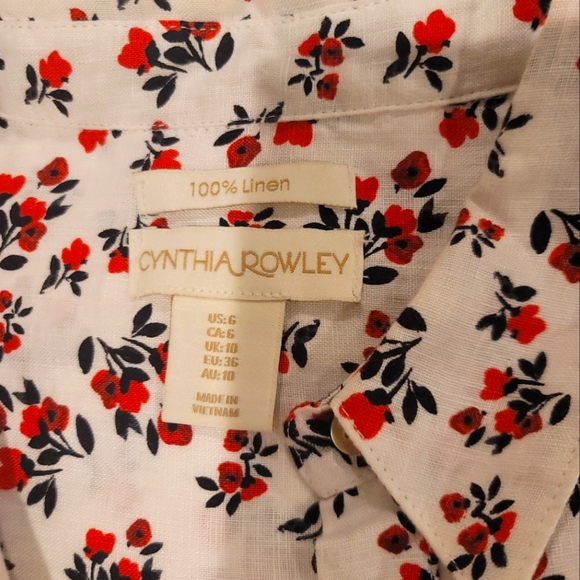 100% Linen
CYNTHIA ROWLEY
US: 6
CA: 6
UK: 10
EU: 36
AU: 10
MADE IN
VIETNAM